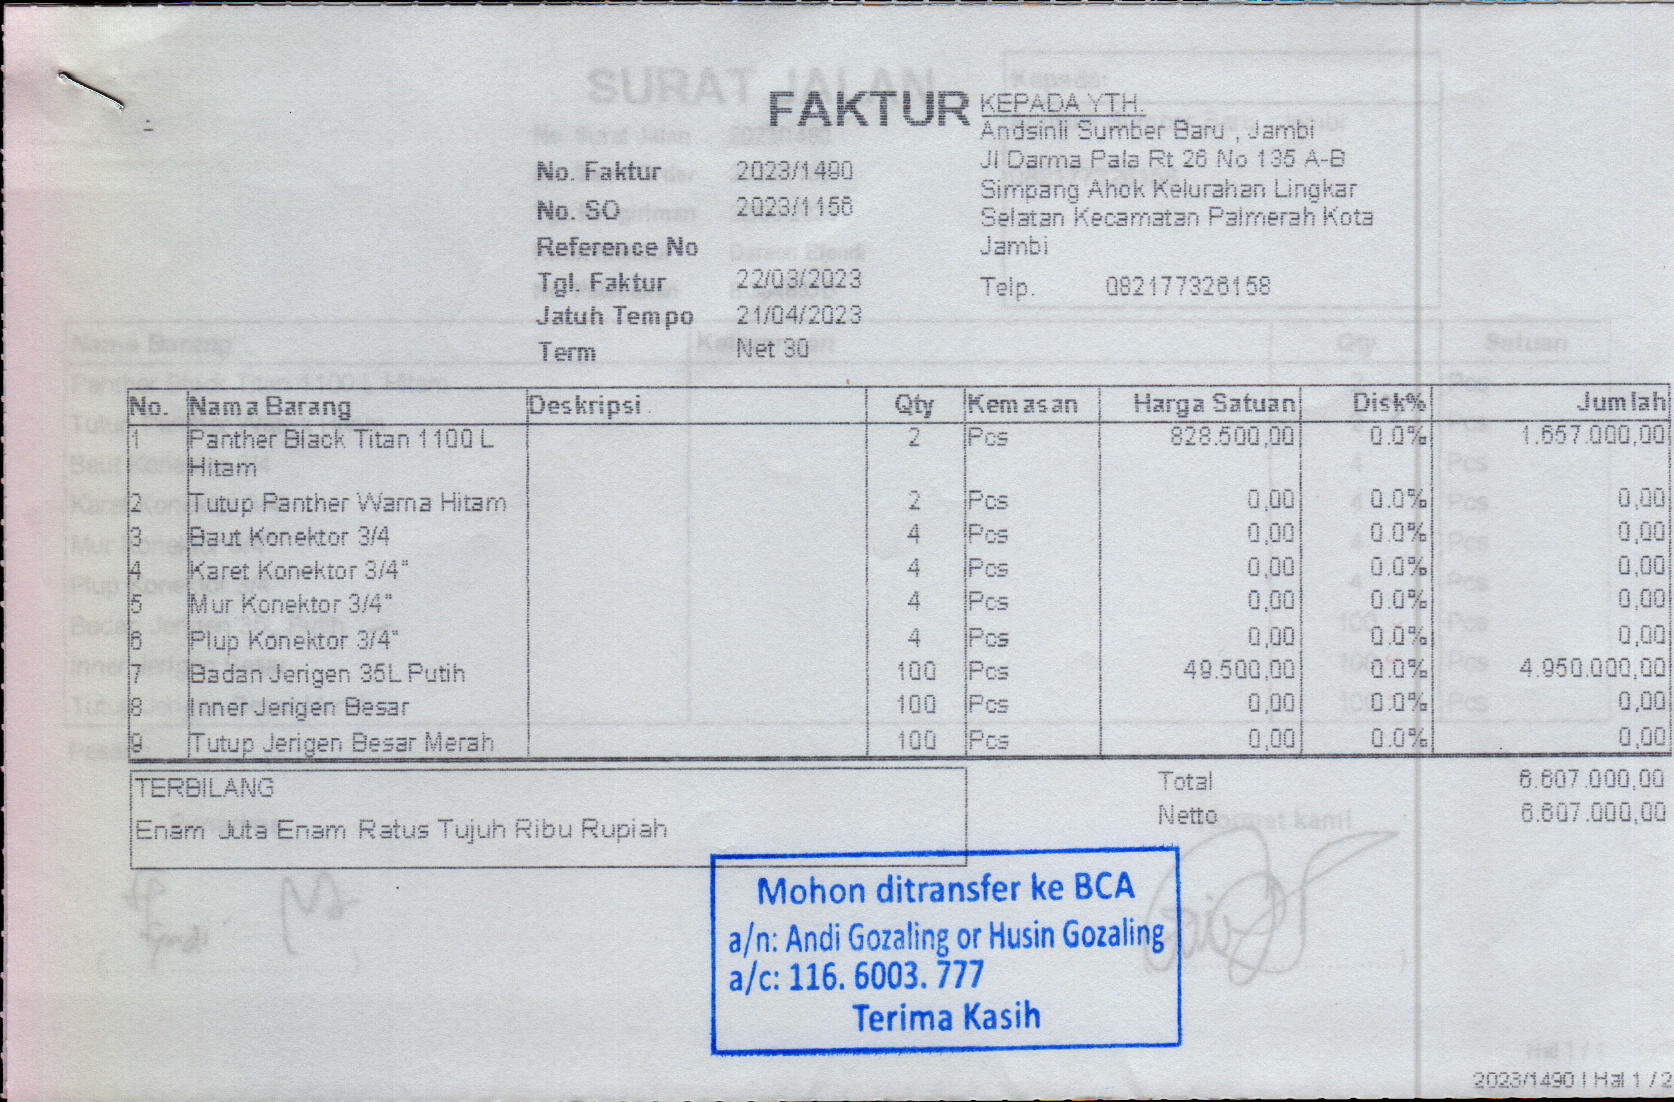 FAKTUR
KEPADA YTH.
Andsinli Sumber Baru , Jambi
Jl Darma Pala Rt 26 No 135 A-B
Simpang Ahok Kelurahan Lingkar
Selatan Kecamatan Palmerah Kota
Jambi
Telp. 082177326158
No. Faktur 2023/1490
No. SO 2023/1156
Reference No
Tgl. Faktur 22/03/2023
Jatuh Tempo 21/04/2023
Term Net 30
No. Nama Barang Deskripsi Qty Kemasan Harga Satuan Disk% Jumlah
1 Panther Black Titan 1100 L 2 Pcs 828.500,00 0.0% 1.657.000,00
Hitam
2 Tutup Panther Warna Hitam 2 Pcs 0,00 0.0% 0,00
3 Baut Konektor 3/4 4 Pcs 0,00 0.0% 0,00
4 Karet Konektor 3/4" 4 Pcs 0,00 0.0% 0,00
5 Mur Konektor 3/4" 4 Pcs 0,00 0.0% 0,00
6 Plup Konektor 3/4" 4 Pcs 0,00 0.0% 0,00
7 Badan Jerigen 35L Putih 100 Pcs 49.500,00 0.0% 4.950.000,00
8 Inner Jerigen Besar 100 Pcs 0,00 0.0% 0,00
9 Tutup Jerigen Besar Merah 100 Pcs 0,00 0.0% 0,00
TERBILANG
Enam Juta Enam Ratus Tujuh Ribu Rupiah
Total 6.607.000,00
Netto 6.607.000,00
Mohon ditransfer ke BCA
a/n: Andi Gozaling or Husin Gozaling
a/c: 116. 6003. 777
Terima Kasih
2023/1490 | Hal 1 / 2
SURAT JALAN
Kepada:
Nama Barang Qty Satuan
Hormat kami